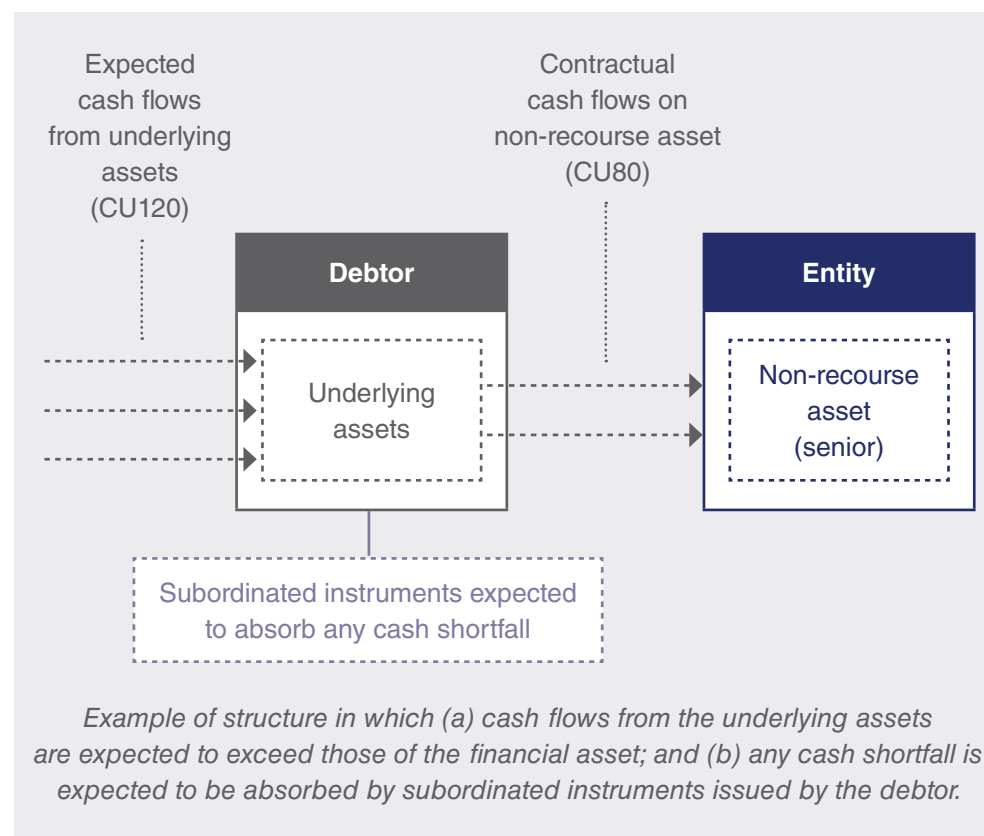 Expected
cash flows
from underlying
assets
(CU120)
Contractual
cash flows on
non-recourse asset
(CU80)
Debtor
Underlying
assets
Entity
Non-recourse
asset
(senior)
Subordinated instruments expected
to absorb any cash shortfall
Example of structure in which (a) cash flows from the underlying assets
are expected to exceed those of the financial asset; and (b) any cash shortfall is
expected to be absorbed by subordinated instruments issued by the debtor.